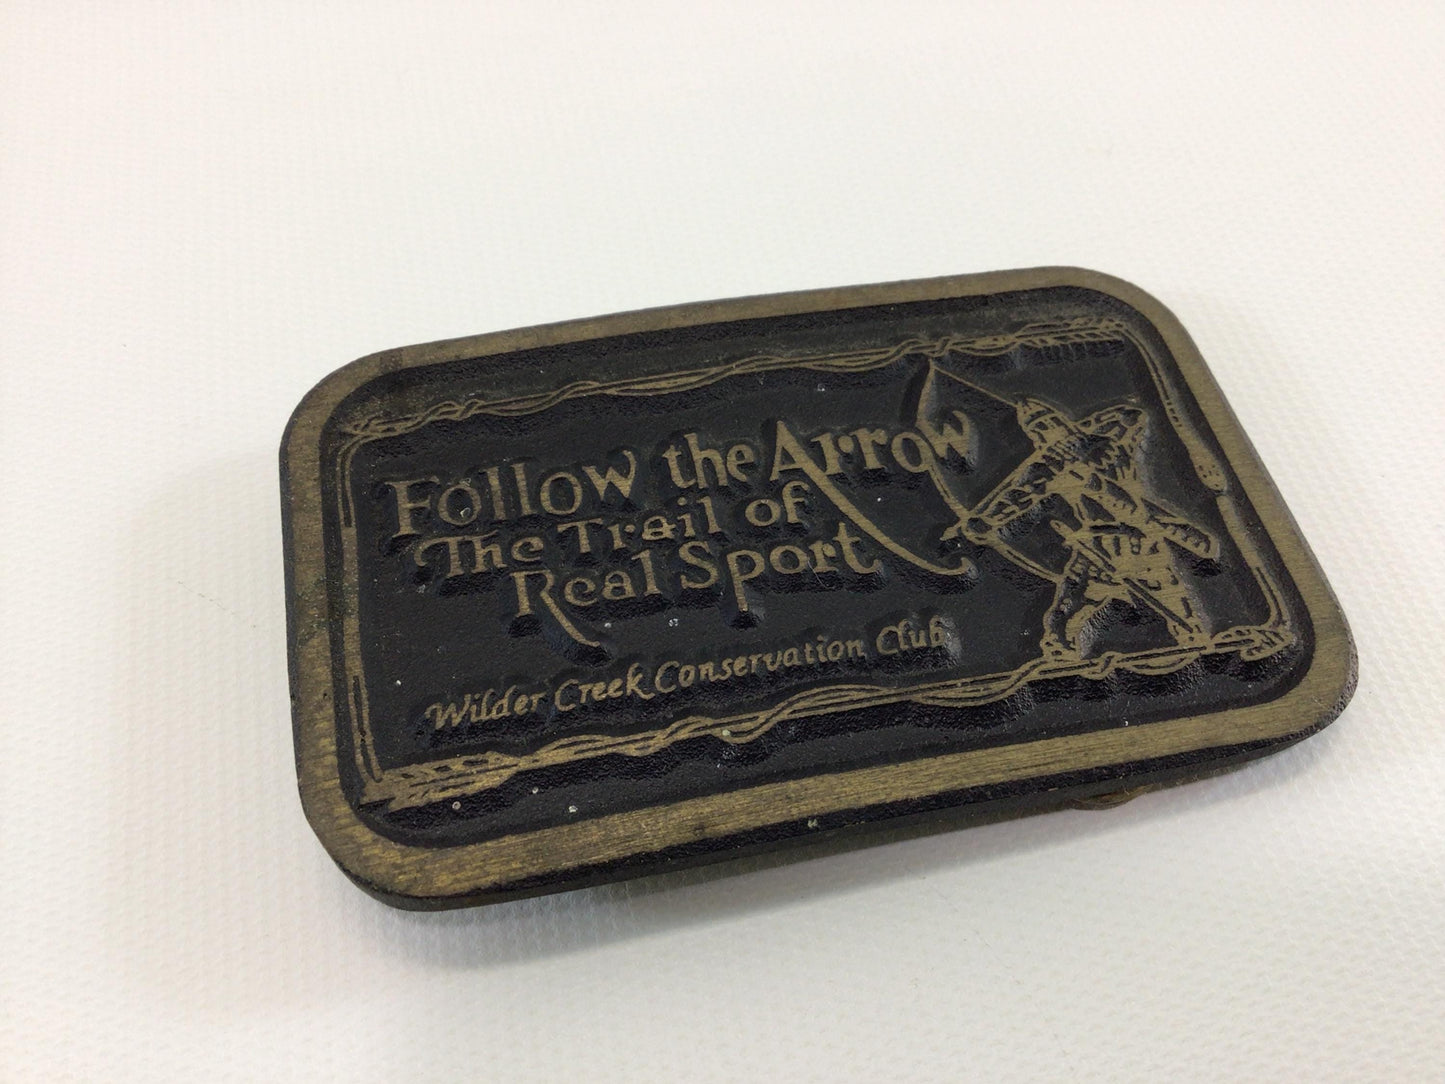 Follow the Arrow
The Trail of
Real Sport
Wilder Creek Conservation Club